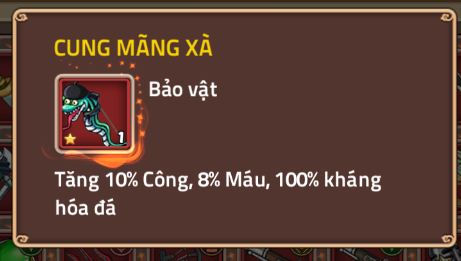 CUNG MÃNG XÀ
Bảo vật
1
Tăng 10% Công, 8% Máu, 100% kháng
hóa đá